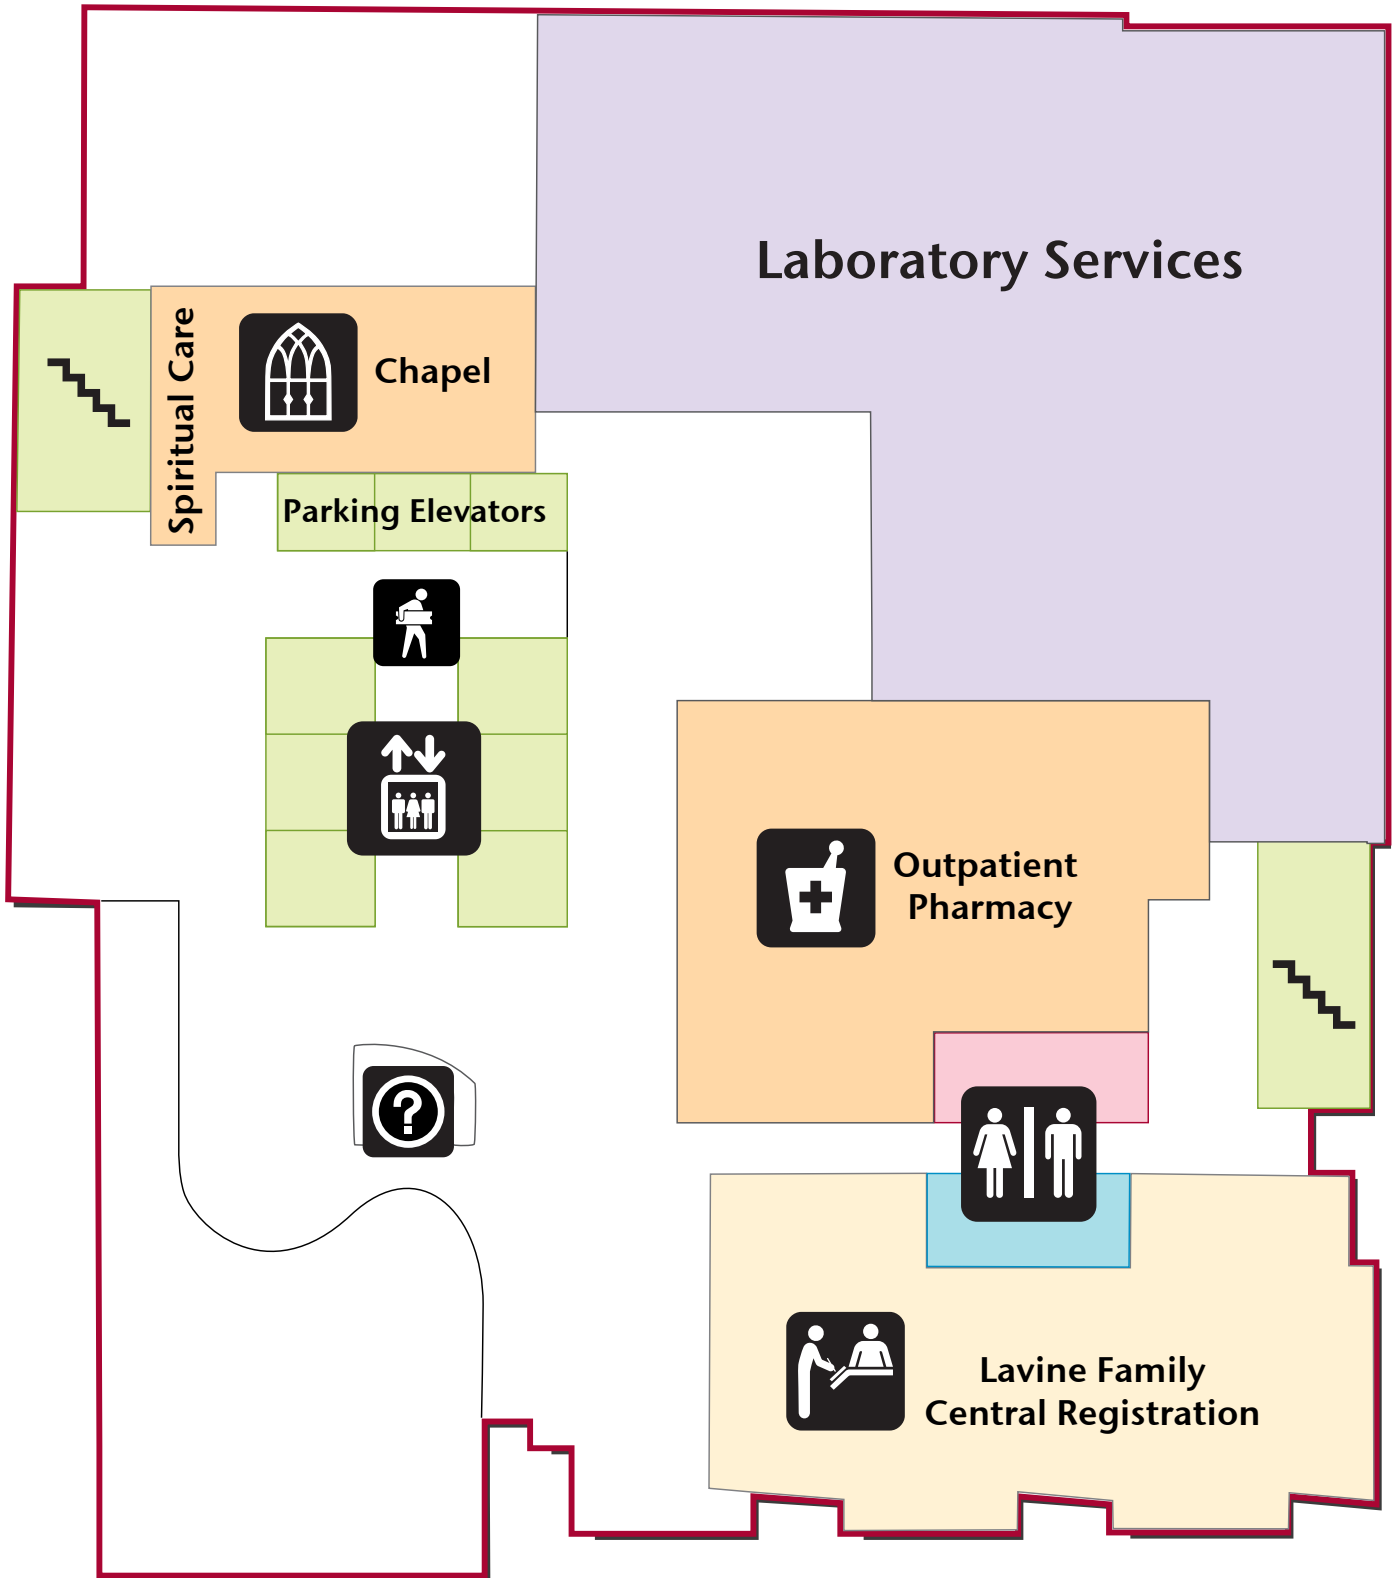 Laboratory Services
Spiritual Care
Chapel
Parking Elevators
Outpatient
Pharmacy
?
Lavine Family
Central Registration